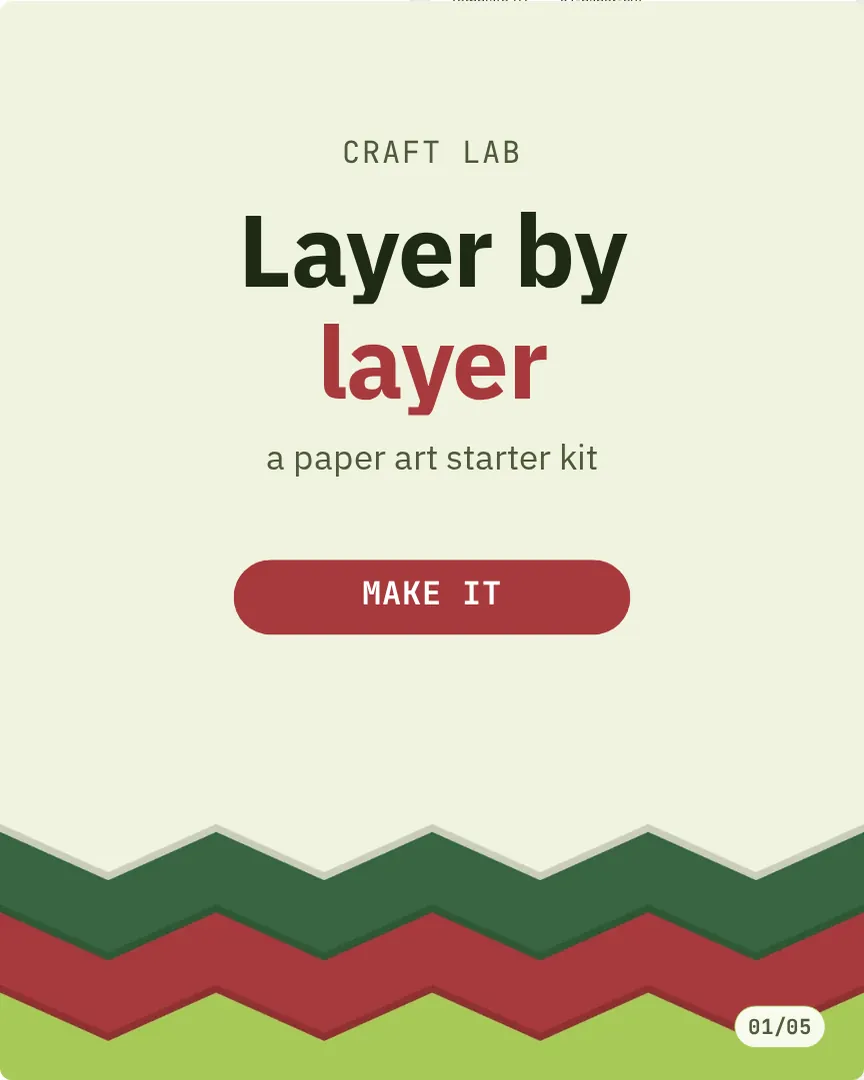 CRAFT LAB
Layer by
layer
a paper art starter kit
MAKE IT
01/05